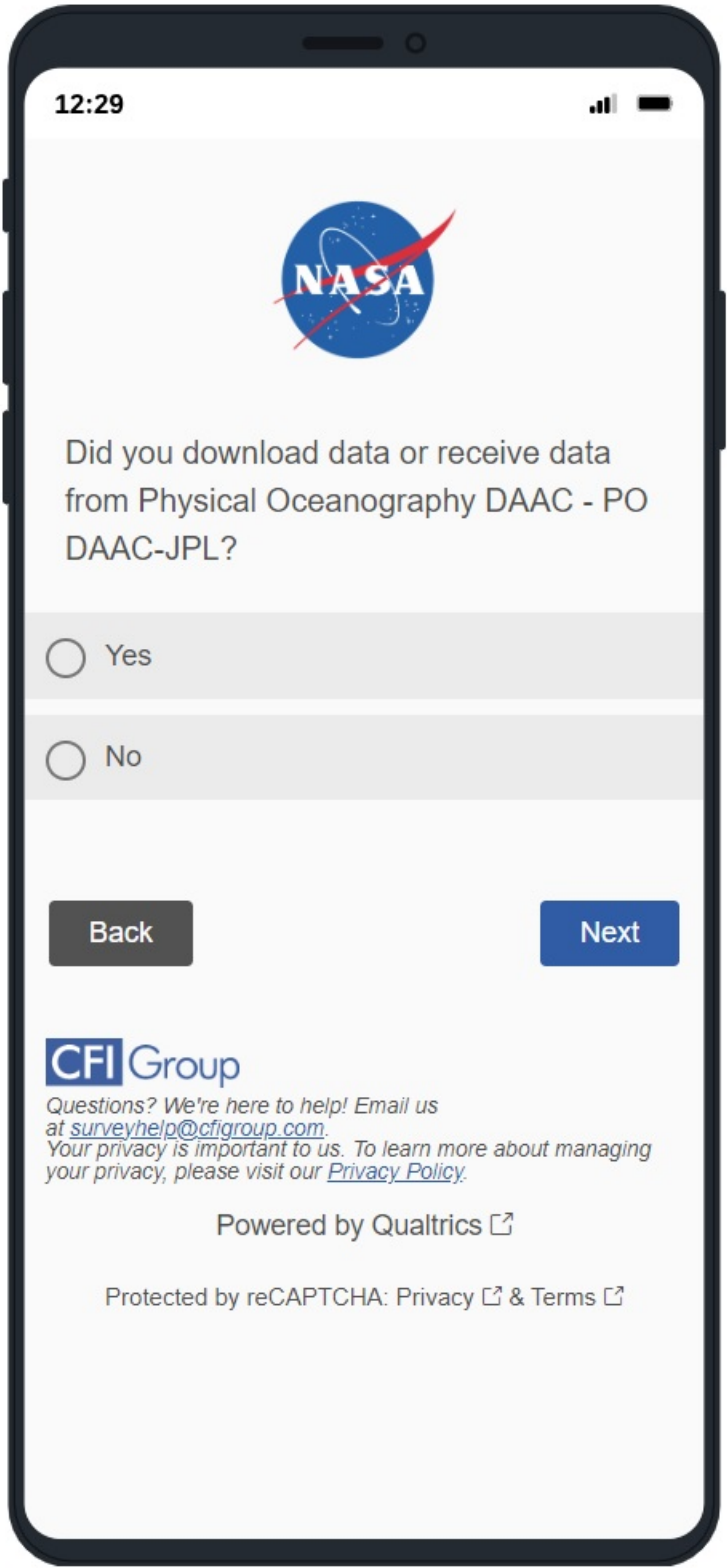 12:29
NASA
Did you download data or receive data
from Physical Oceanography DAAC - PO
DAAC-JPL?
Yes
No
Back
Next
CFI Group
Questions? We're here to help! Email us
at surveyhelp@cfigroup.com.
Your privacy is important to us. To learn more about managing
your privacy, please visit our Privacy Policy.
Powered by Qualtrics
Protected by reCAPTCHA: Privacy & Terms